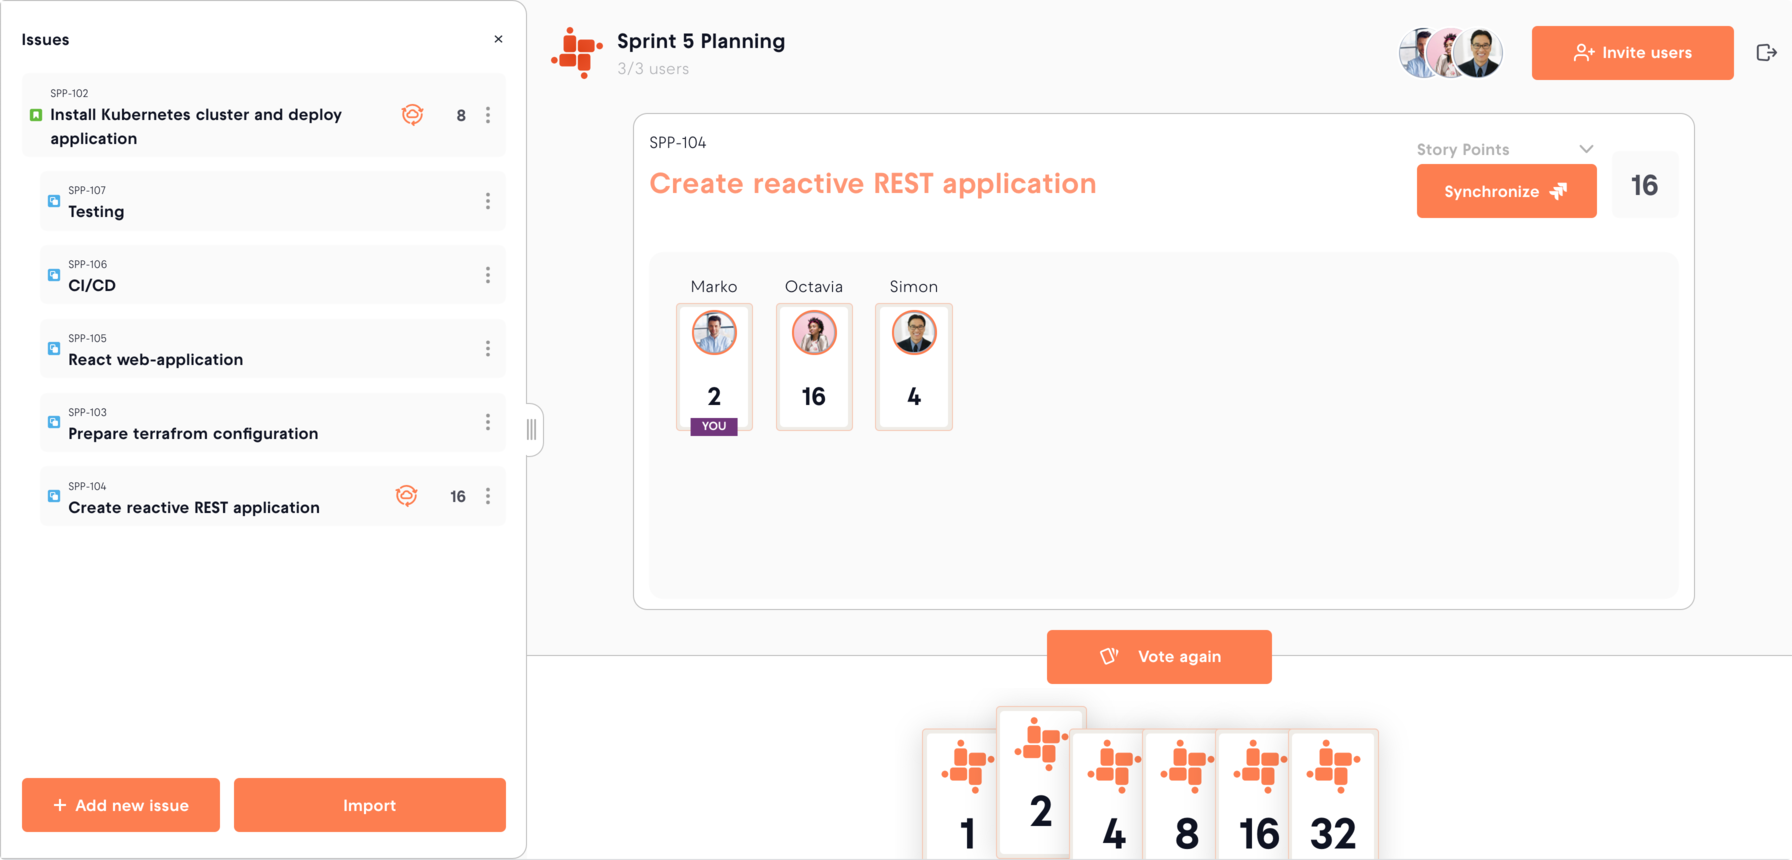 Issues
SPP-102
Install Kubernetes cluster and deploy
application
8
SPP-107
Testing
SPP-106
CI/CD
SPP-105
React web-application
SPP-103
Prepare terrafrom configuration
SPP-104
Create reactive REST application
16
+ Add new issue
Import
Sprint 5 Planning
3/3 users
Invite users
SPP-104
Create reactive REST application
Story Points
Synchronize
16
Marko
Octavia
Simon
2
16
4
YOU
Vote again
1
2
4
8
16
32